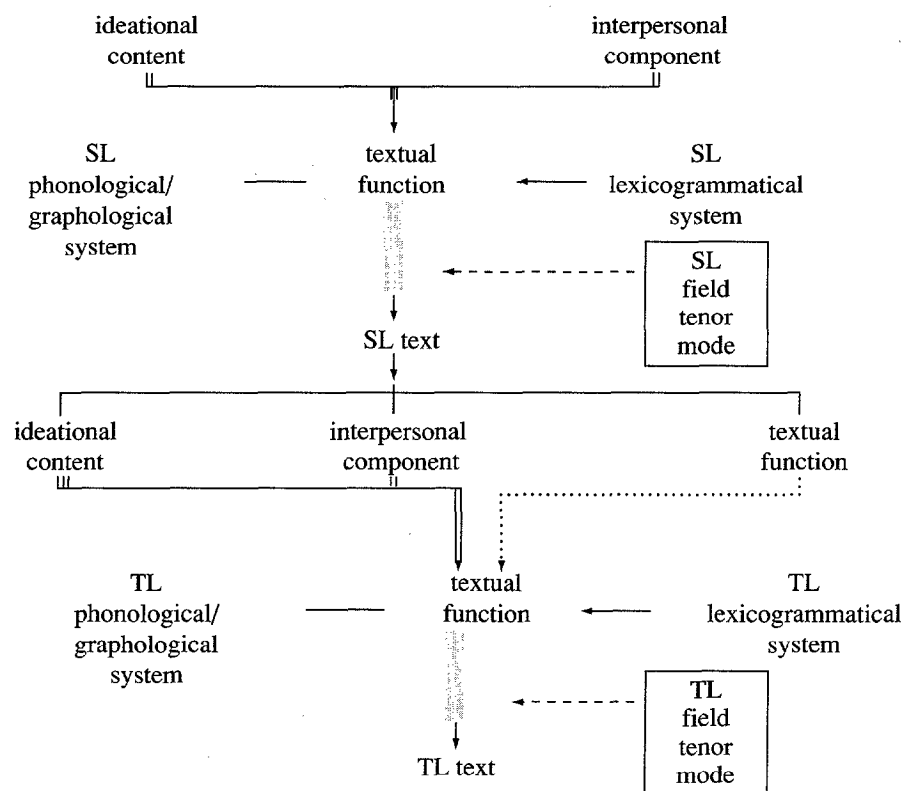 ideational
content
interpersonal
component
SL
phonological/
graphological
system
textual
function
SL
lexicogrammatical
system
SL
field
tenor
mode
SL text
ideational
content
interpersonal
component
textual
function
TL
phonological/
graphological
system
textual
function
TL
lexicogrammatical
system
TL
field
tenor
mode
TL text